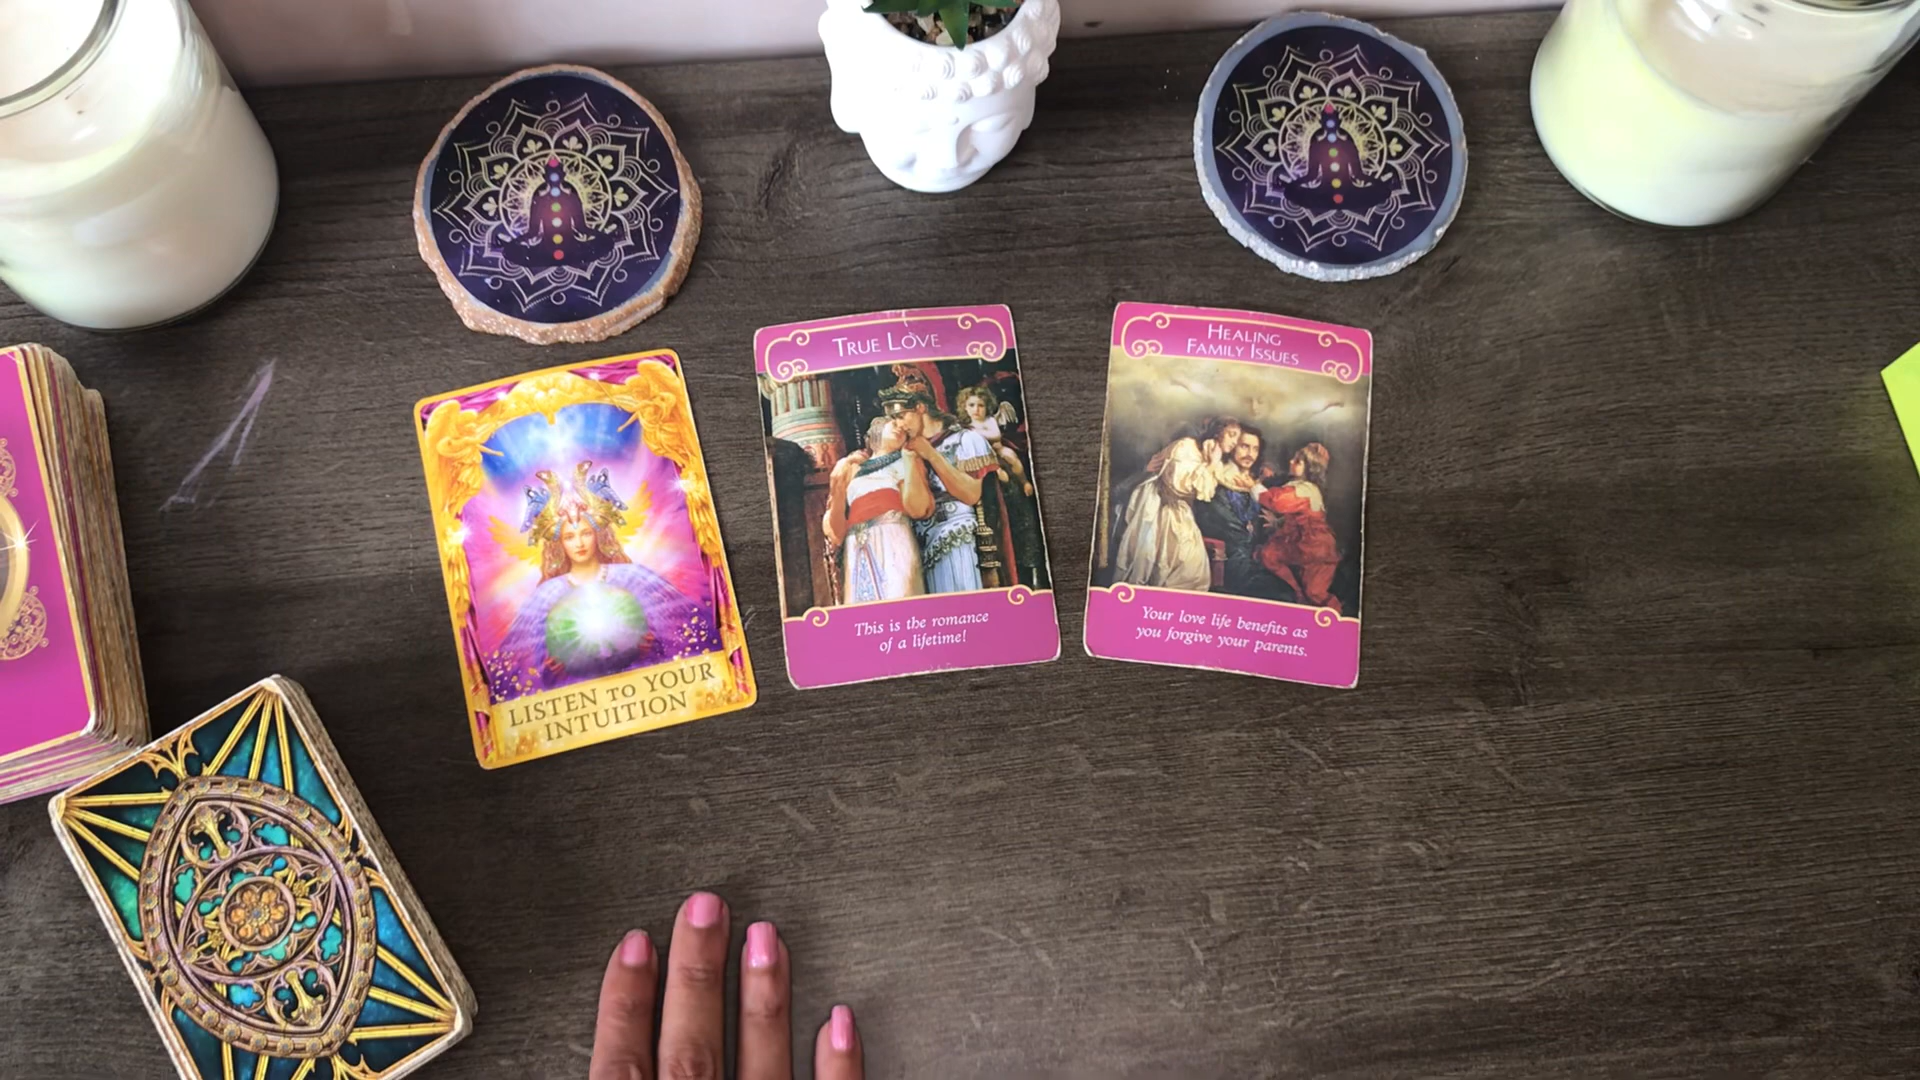 LISTEN TO YOUR
INTUITION
TRUE LOVE
This is the romance
of a lifetime!
HEALING
FAMILY ISSUES
Your love life benefits as
you forgive your parents.